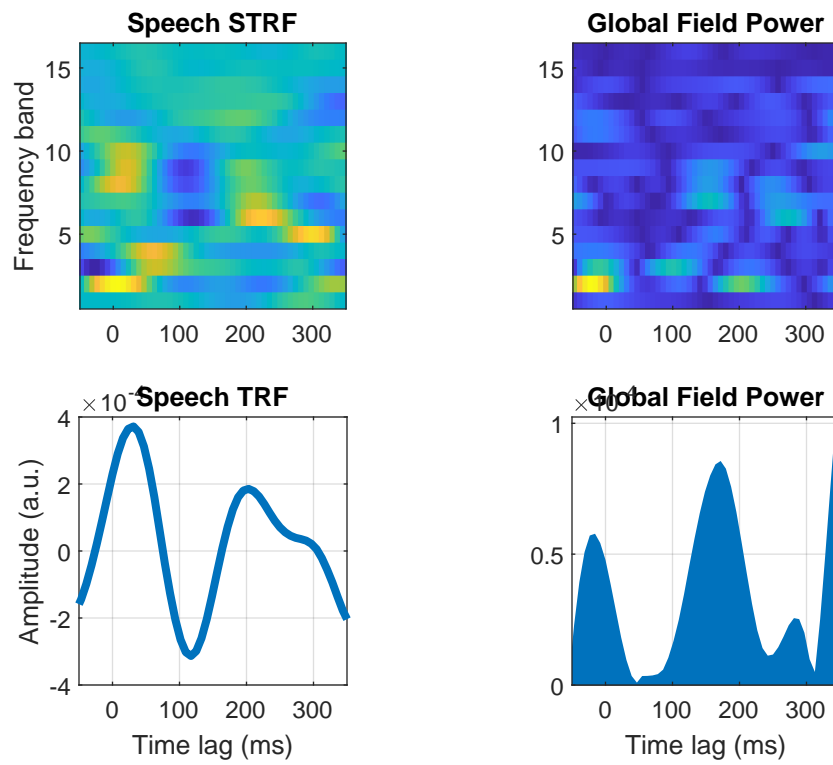 Speech STRF
Global Field Power
Frequency band
15
10
5
0 100 200 300
15
10
5
0 100 200 300
Speech TRF
×10-4
Amplitude (a.u.)
4
2
0
-2
-4
0 100 200 300
Time lag (ms)
Global Field Power
1
0.5
0
0 100 200 300
Time lag (ms)